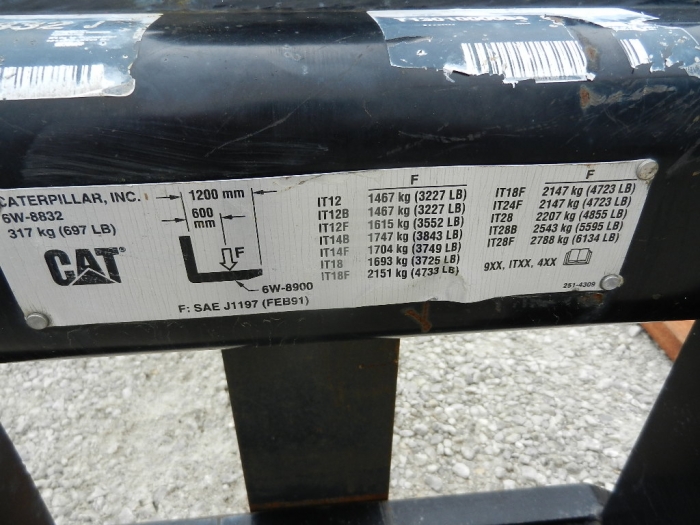 CATERPILLAR, INC.
6W-8832
317 kg (697 LB)
CAT
1200 mm
600
mm
F
6W-8900
F: SAE J1197 (FEB91)
F
IT12 1467 kg (3227 LB)
IT12B 1467 kg (3227 LB)
IT12F 1615 kg (3552 LB)
IT14B 1747 kg (3843 LB)
IT14F 1704 kg (3749 LB)
IT18 1693 kg (3725 LB)
IT18F 2151 kg (4733 LB)
F
IT18F 2147 kg (4723 LB)
IT24F 2147 kg (4723 LB)
IT28 2207 kg (4855 LB)
IT28B 2543 kg (5595 LB)
IT28F 2788 kg (6134 LB)
9XX, ITXX, 4XX
251-4309